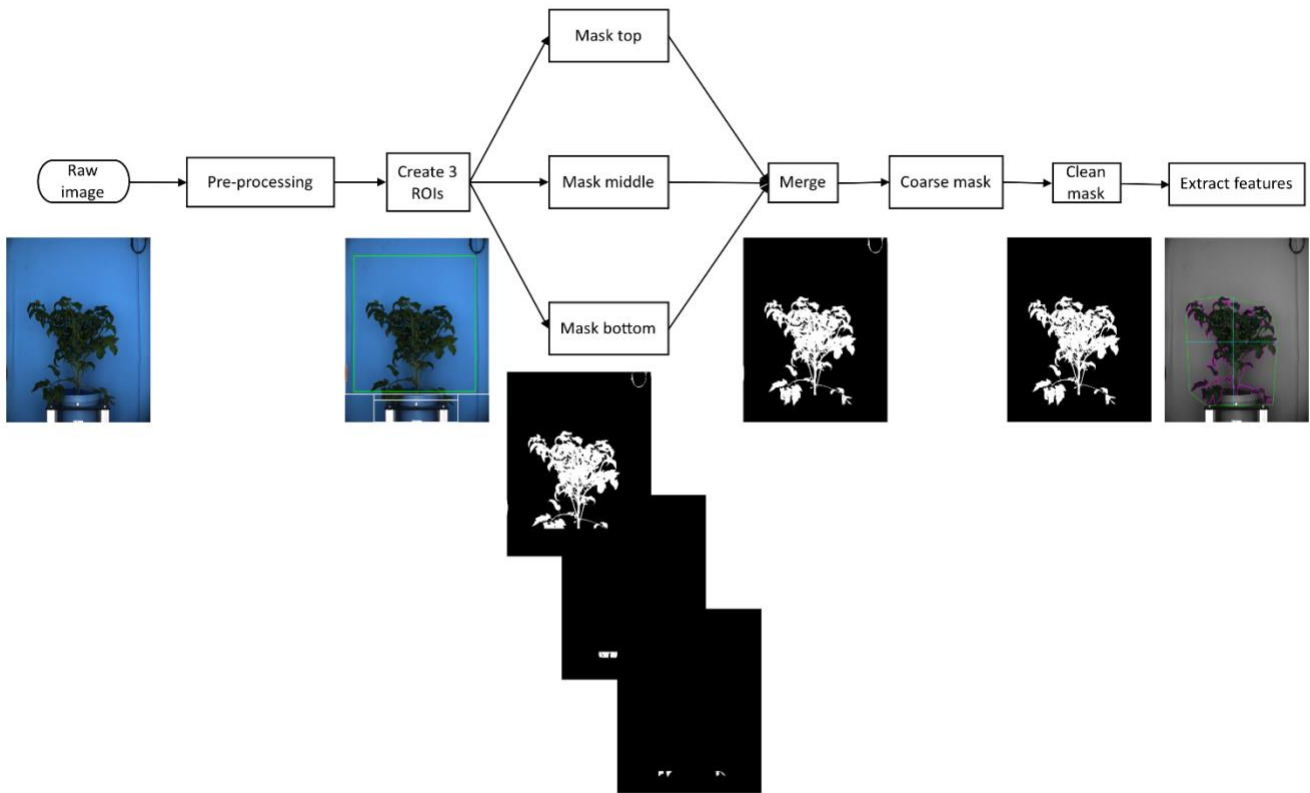 Mask top
Raw
image
Pre-processing
Create 3
ROIs
Mask middle
Merge
Coarse mask
Clean
mask
Extract features
Mask bottom